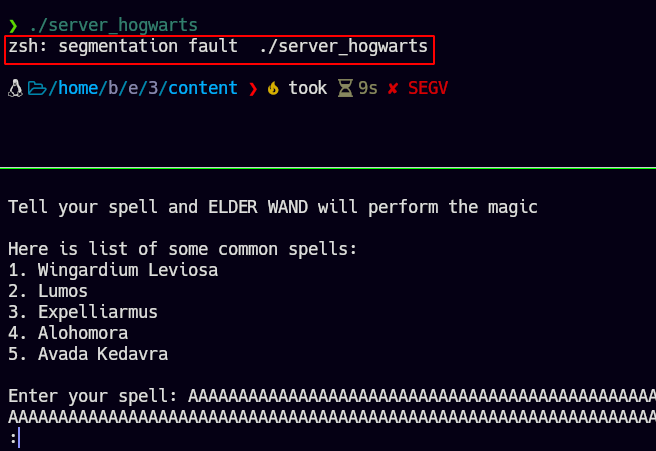 ❯ ./server_hogwarts
zsh: segmentation fault  ./server_hogwarts
/home/b/e/3/content ❯ took 9s ✘ SEGV
Tell your spell and ELDER WAND will perform the magic
Here is list of some common spells:
1. Wingardium Leviosa
2. Lumos
3. Expelliarmus
4. Alohomora
5. Avada Kedavra
Enter your spell: AAAAAAAAAAAAAAAAAAAAAAAAAAAAAAAAAAAAAAAAAAAAAAA
AAAAAAAAAAAAAAAAAAAAAAAAAAAAAAAAAAAAAAAAAAAAAAAAAAAAAAAAAAAAAAAAA
: